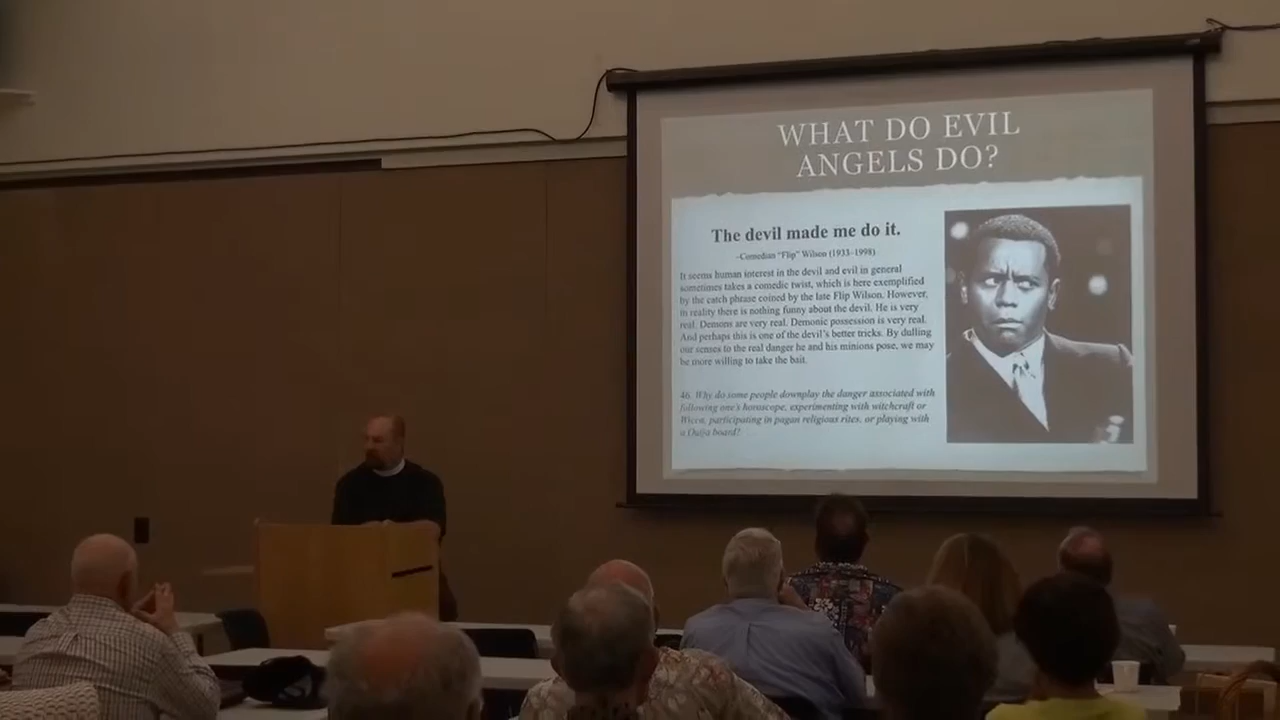 WHAT DO EVIL
ANGELS DO?
The devil made me do it.
-Comedian "Flip" Wilson (1933–1998)
It seems human interest in the devil and evil in general
sometimes takes a comedic twist, which is here exemplified
by the catch phrase coined by the late Flip Wilson. However,
in reality there is nothing funny about the devil. He is very
real. Demons are very real. Demonic possession is very real.
And perhaps this is one of the devil's better tricks. By dulling
our senses to the real danger he and his minions pose, we may
be more willing to take the bait.
46. Why do some people downplay the danger associated with
following one's horoscope, experimenting with witchcraft or
Wicca, participating in pagan religious rites, or playing with
a Ouija board?